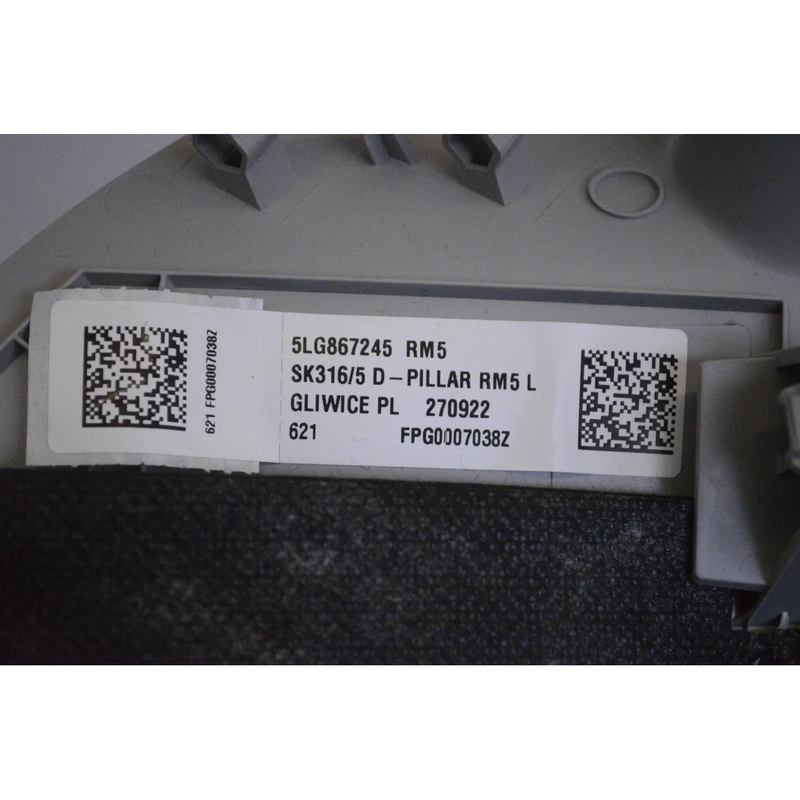 621 FPG0007038Z
5LG867245 RM5
SK316/5 D-PILLAR RM5 L
GLIWICE PL 270922
621 FPG0007038Z